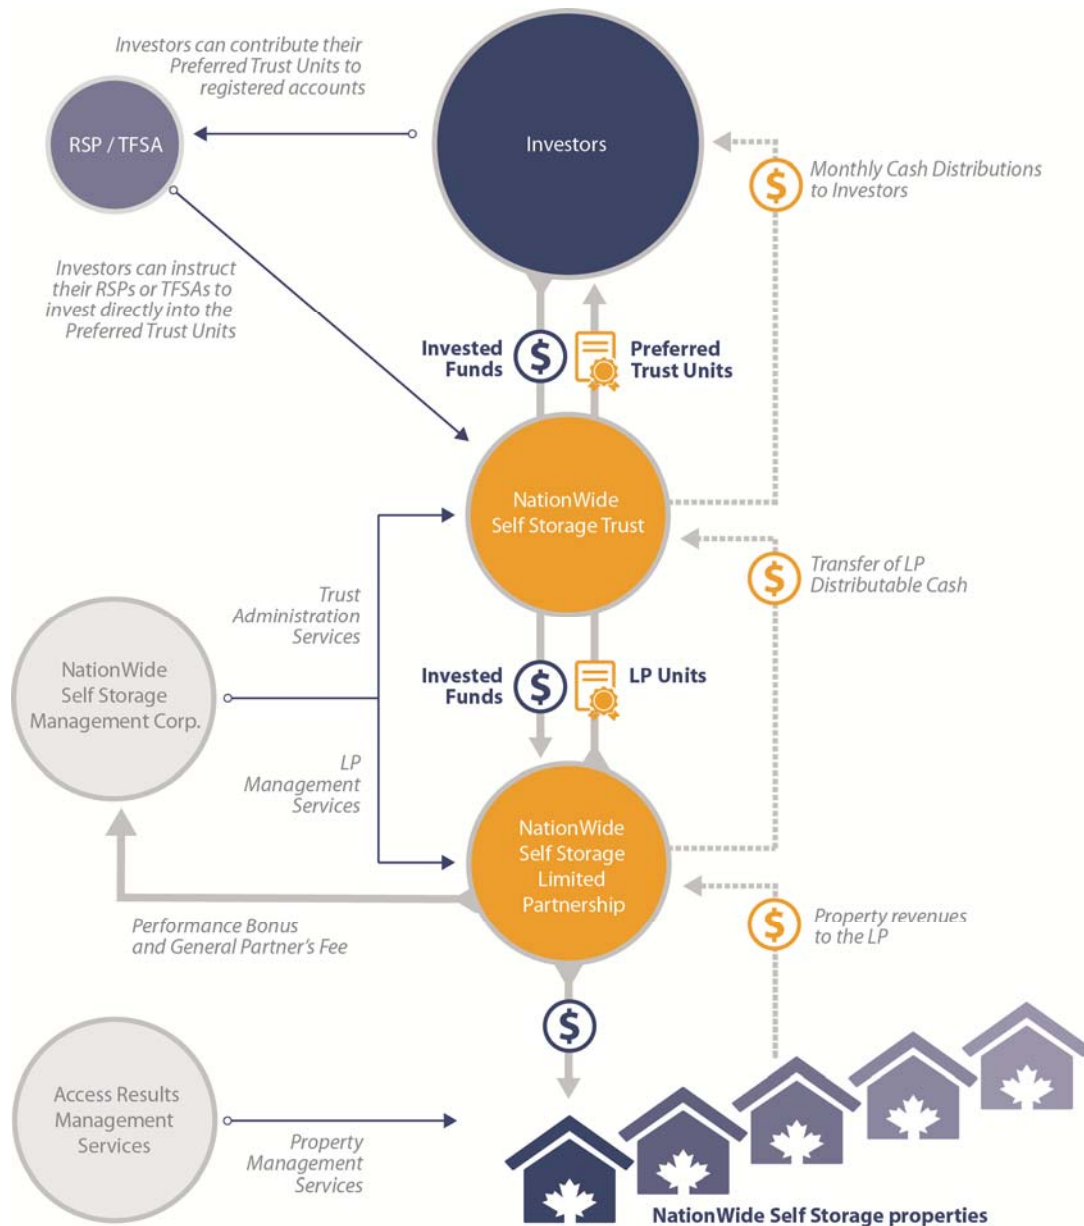 Investors can contribute their
Preferred Trust Units to
registered accounts
RSP / TFSA
Investors
$
Monthly Cash Distributions
to Investors
Investors can instruct
their RSPs or TFSAs to
invest directly into the
Preferred Trust Units
Invested
Funds
$
Preferred
Trust Units
NationWide
Self Storage Trust
$
Transfer of LP
Distributable Cash
Trust
Administration
Services
NationWide
Self Storage
Management Corp.
Invested
Funds
$
LP Units
LP
Management
Services
NationWide
Self Storage
Limited
Partnership
Performance Bonus
and General Partner's Fee
$
Property revenues
to the LP
$
Access Results
Management
Services
Property
Management
Services
NationWide Self Storage properties